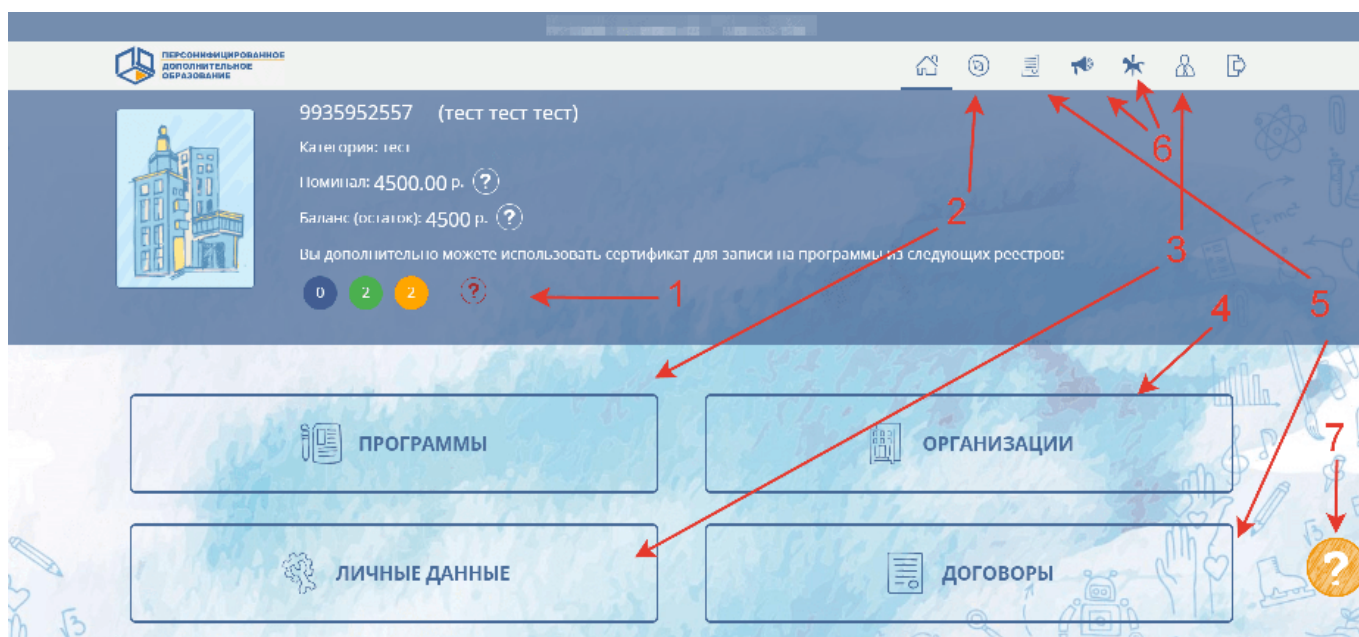 ПЕРСОНИФИЦИРОВАННОЕ
ДОПОЛНИТЕЛЬНОЕ
ОБРАЗОВАНИЕ
9935952557 (тест тест тест)
Категория: тест
Номинал: 4500.00 р. ?
Баланс (остаток): 4500 р. ?
Вы дополнительно можете использовать сертификат для записи на программы из следующих реестров:
0 2 2 ? 1
2
3
4
5
6
ПРОГРАММЫ
ОРГАНИЗАЦИИ
7
ЛИЧНЫЕ ДАННЫЕ
ДОГОВОРЫ
?
E=mc²
√3